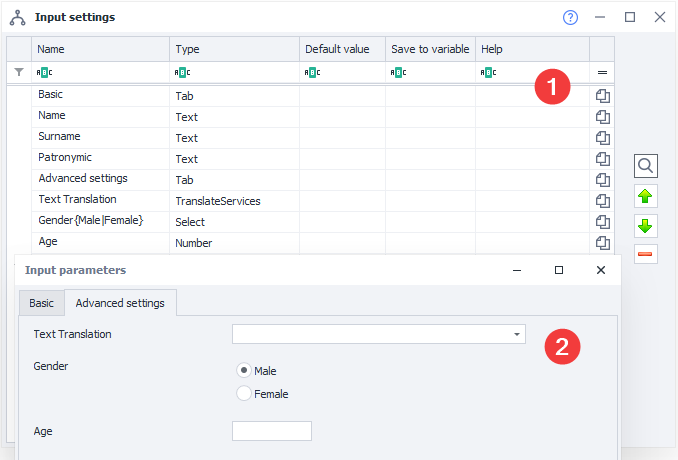 Input settings
?
Name Type Default value Save to variable Help
ABC ABC ABC ABC ABC
1
Basic Tab
Name Text
Surname Text
Patronymic Text
Advanced settings Tab
Text Translation TranslateServices
Gender{Male|Female} Select
Age Number
Input parameters
Basic Advanced settings
Text Translation
2
Gender
Male
Female
Age